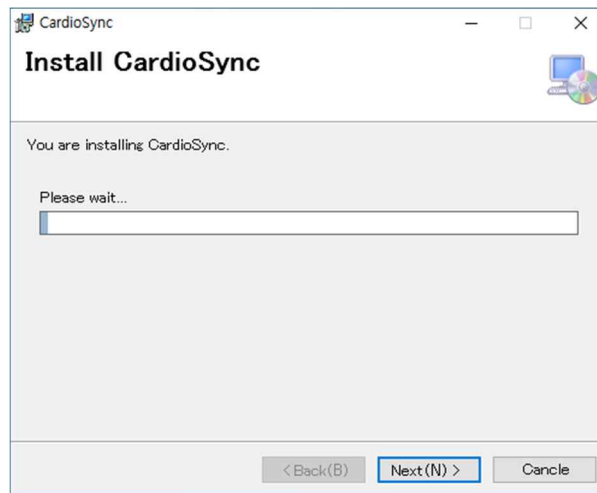 CardioSync
Install CardioSync
You are installing CardioSync.
Please wait...
< Back(B)
Next(N) >
Cancle